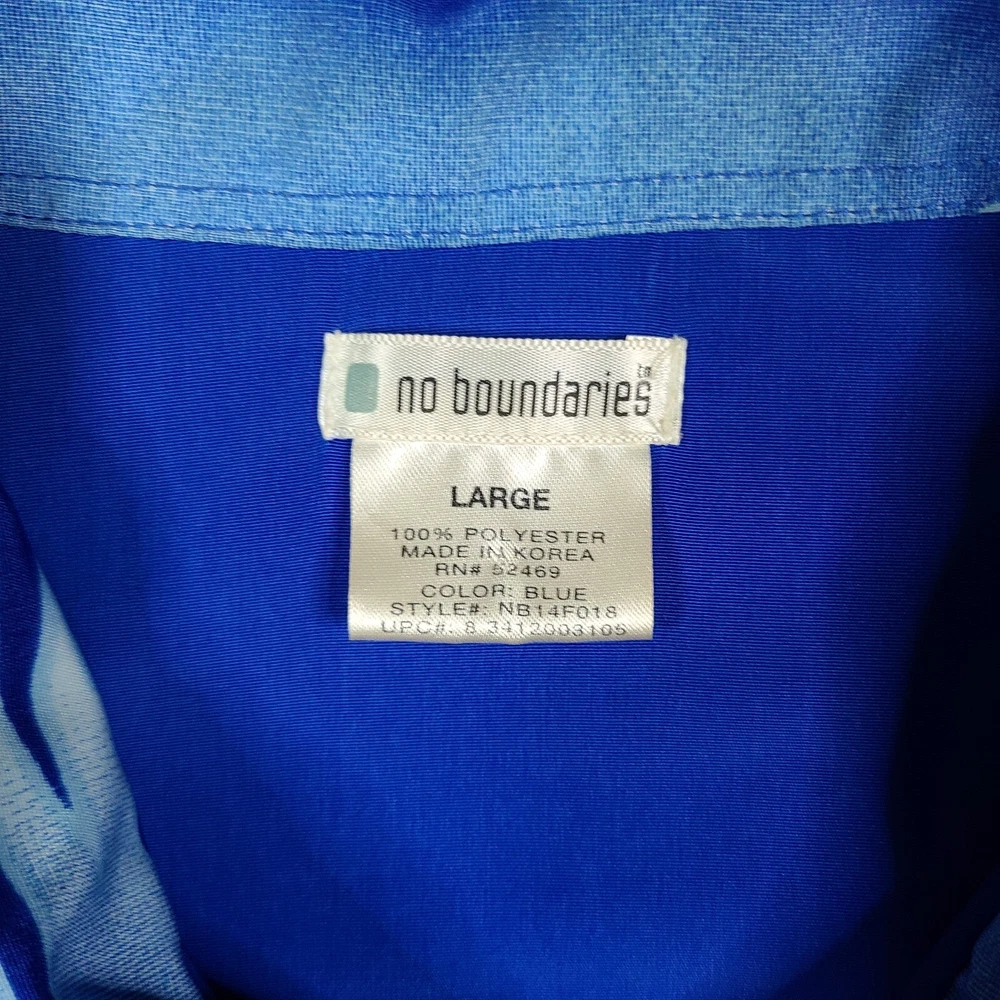 no boundaries tm
LARGE
100% POLYESTER
MADE IN KOREA
RN# 52469
COLOR: BLUE
STYLE#: NB14F018
UPC#: 8 3412003105